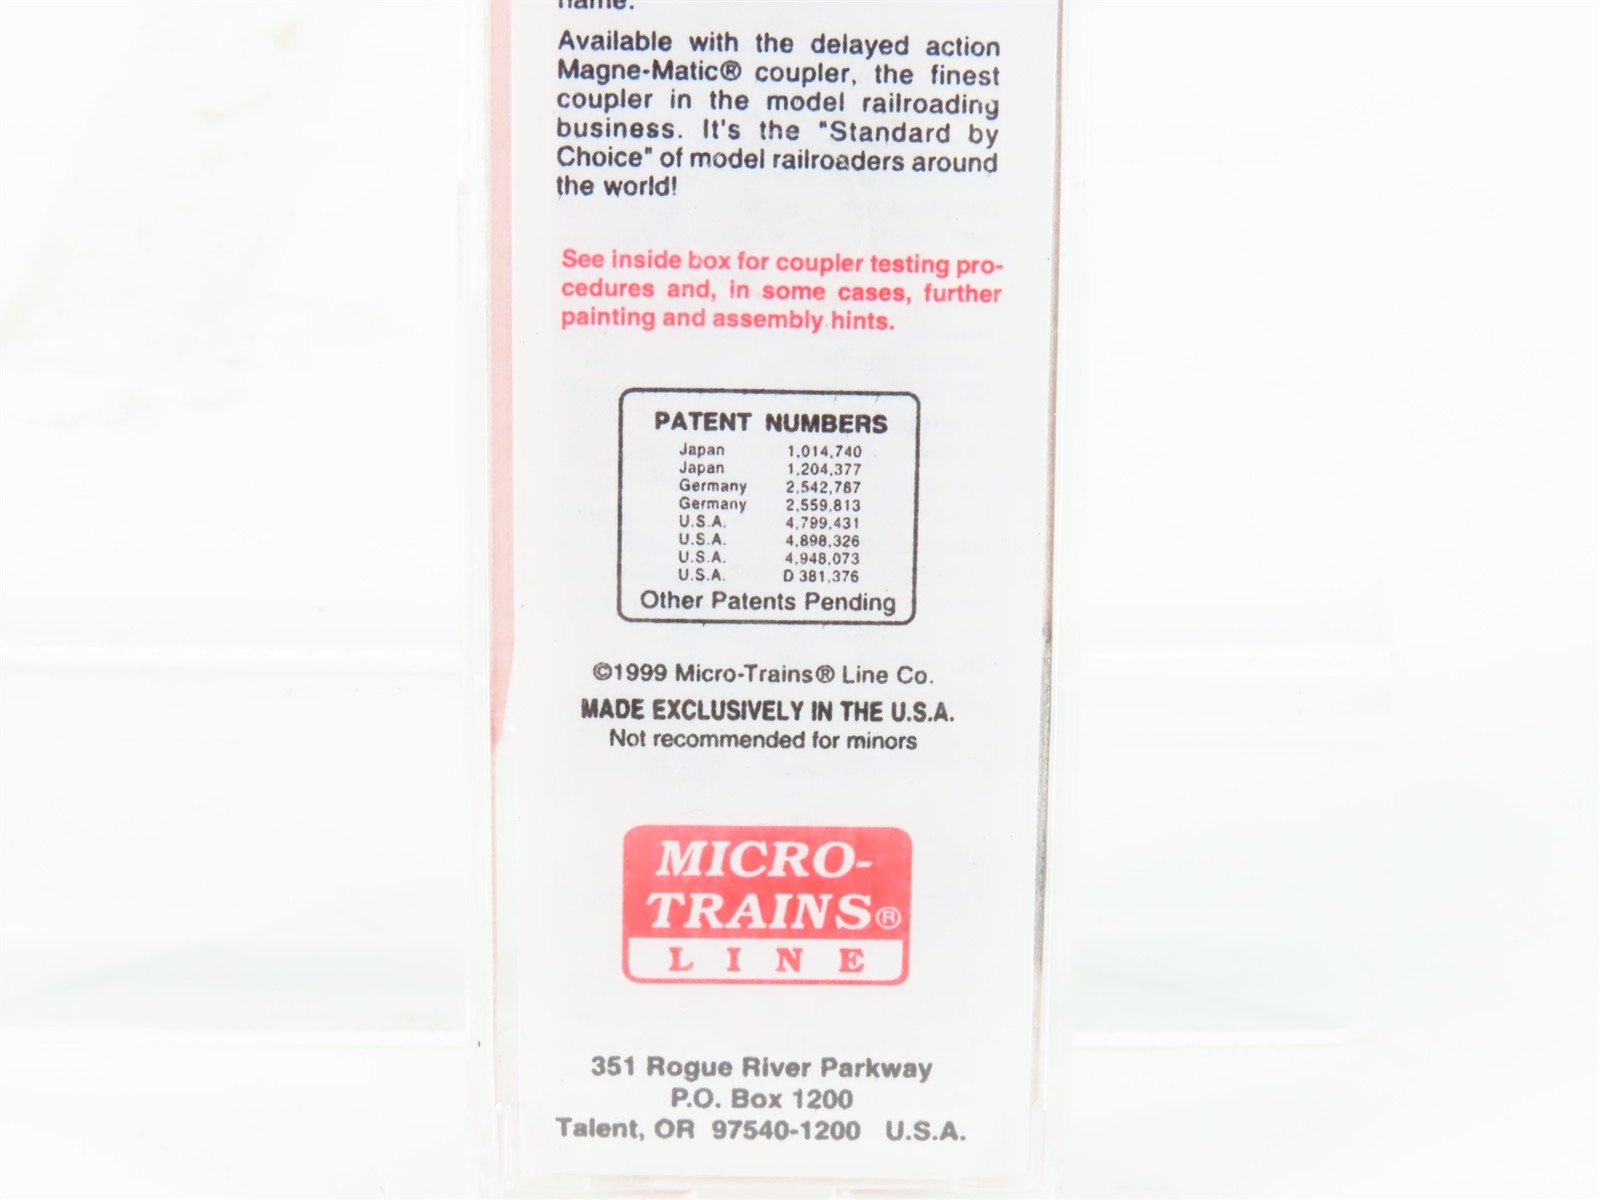 name.
Available with the delayed action
Magne-Matic® coupler, the finest
coupler in the model railroading
business. It's the "Standard by
Choice" of model railroaders around
the world!
See inside box for coupler testing pro-
cedures and, in some cases, further
painting and assembly hints.
PATENT NUMBERS
Japan 1,014,740
Japan 1,204,377
Germany 2,542,787
Germany 2,559,813
U.S.A. 4,799,431
U.S.A. 4,898,326
U.S.A. 4,948,073
U.S.A. D 381,376
Other Patents Pending
©1999 Micro-Trains® Line Co.
MADE EXCLUSIVELY IN THE U.S.A.
Not recommended for minors
MICRO-
TRAINS®
LINE
351 Rogue River Parkway
P.O. Box 1200
Talent, OR 97540-1200 U.S.A.